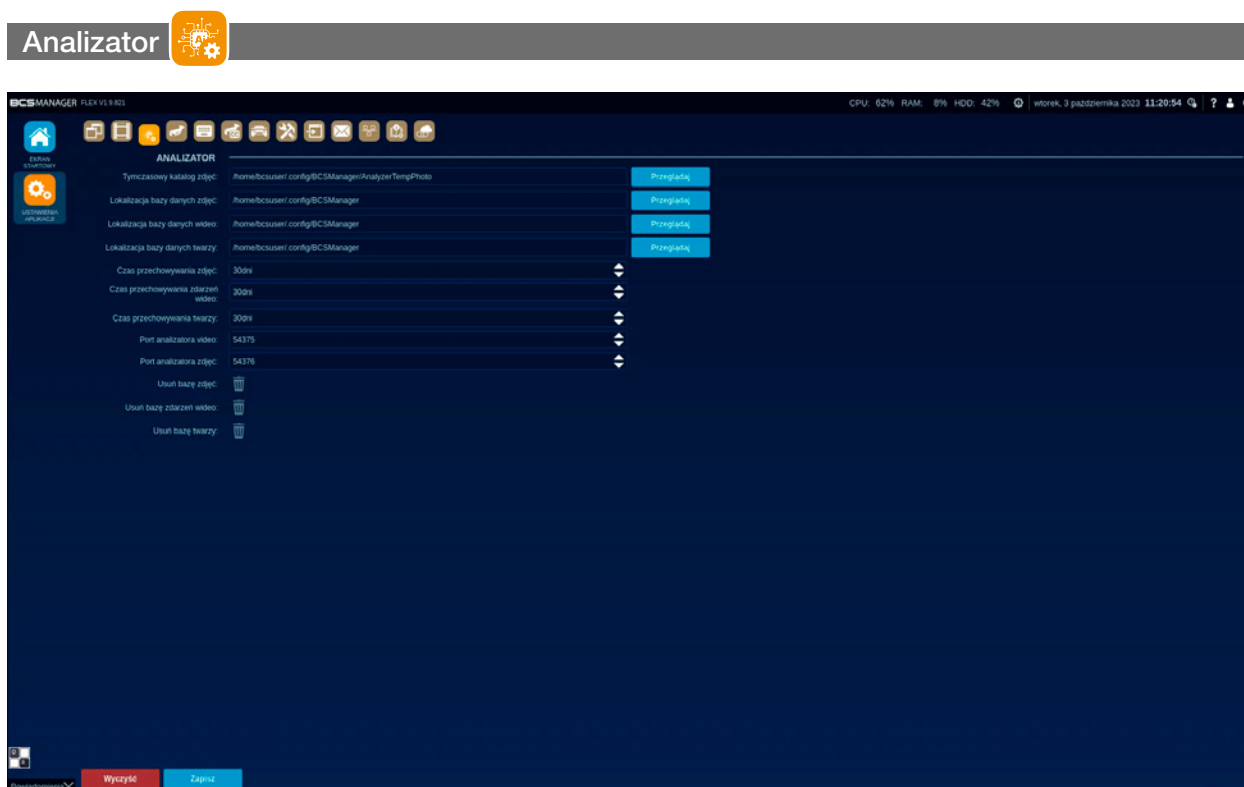 Analizator
BCSMANAGER FLEX V1.9.821
CPU: 62% RAM: 8% HDD: 42% wtorek, 3 października 2023 11:20:54 ?
EKRAN
STARTOWY
USTAWIENIA
APLIKACJI
ANALIZATOR
Tymczasowy katalog zdjęć: /home/bcsuser/.config/BCSManager/AnalyzerTempPhoto Przeglądaj
Lokalizacja bazy danych zdjęć: /home/bcsuser/.config/BCSManager Przeglądaj
Lokalizacja bazy danych wideo: /home/bcsuser/.config/BCSManager Przeglądaj
Lokalizacja bazy danych twarzy: /home/bcsuser/.config/BCSManager Przeglądaj
Czas przechowywania zdjęć: 30dni
Czas przechowywania zdarzeń
wideo: 30dni
Czas przechowywania twarzy: 30dni
Port analizatora video: 54375
Port analizatora zdjęć: 54376
Usuń bazę zdjęć:
Usuń bazę zdarzeń wideo:
Usuń bazę twarzy:
Wyczyść Zapisz